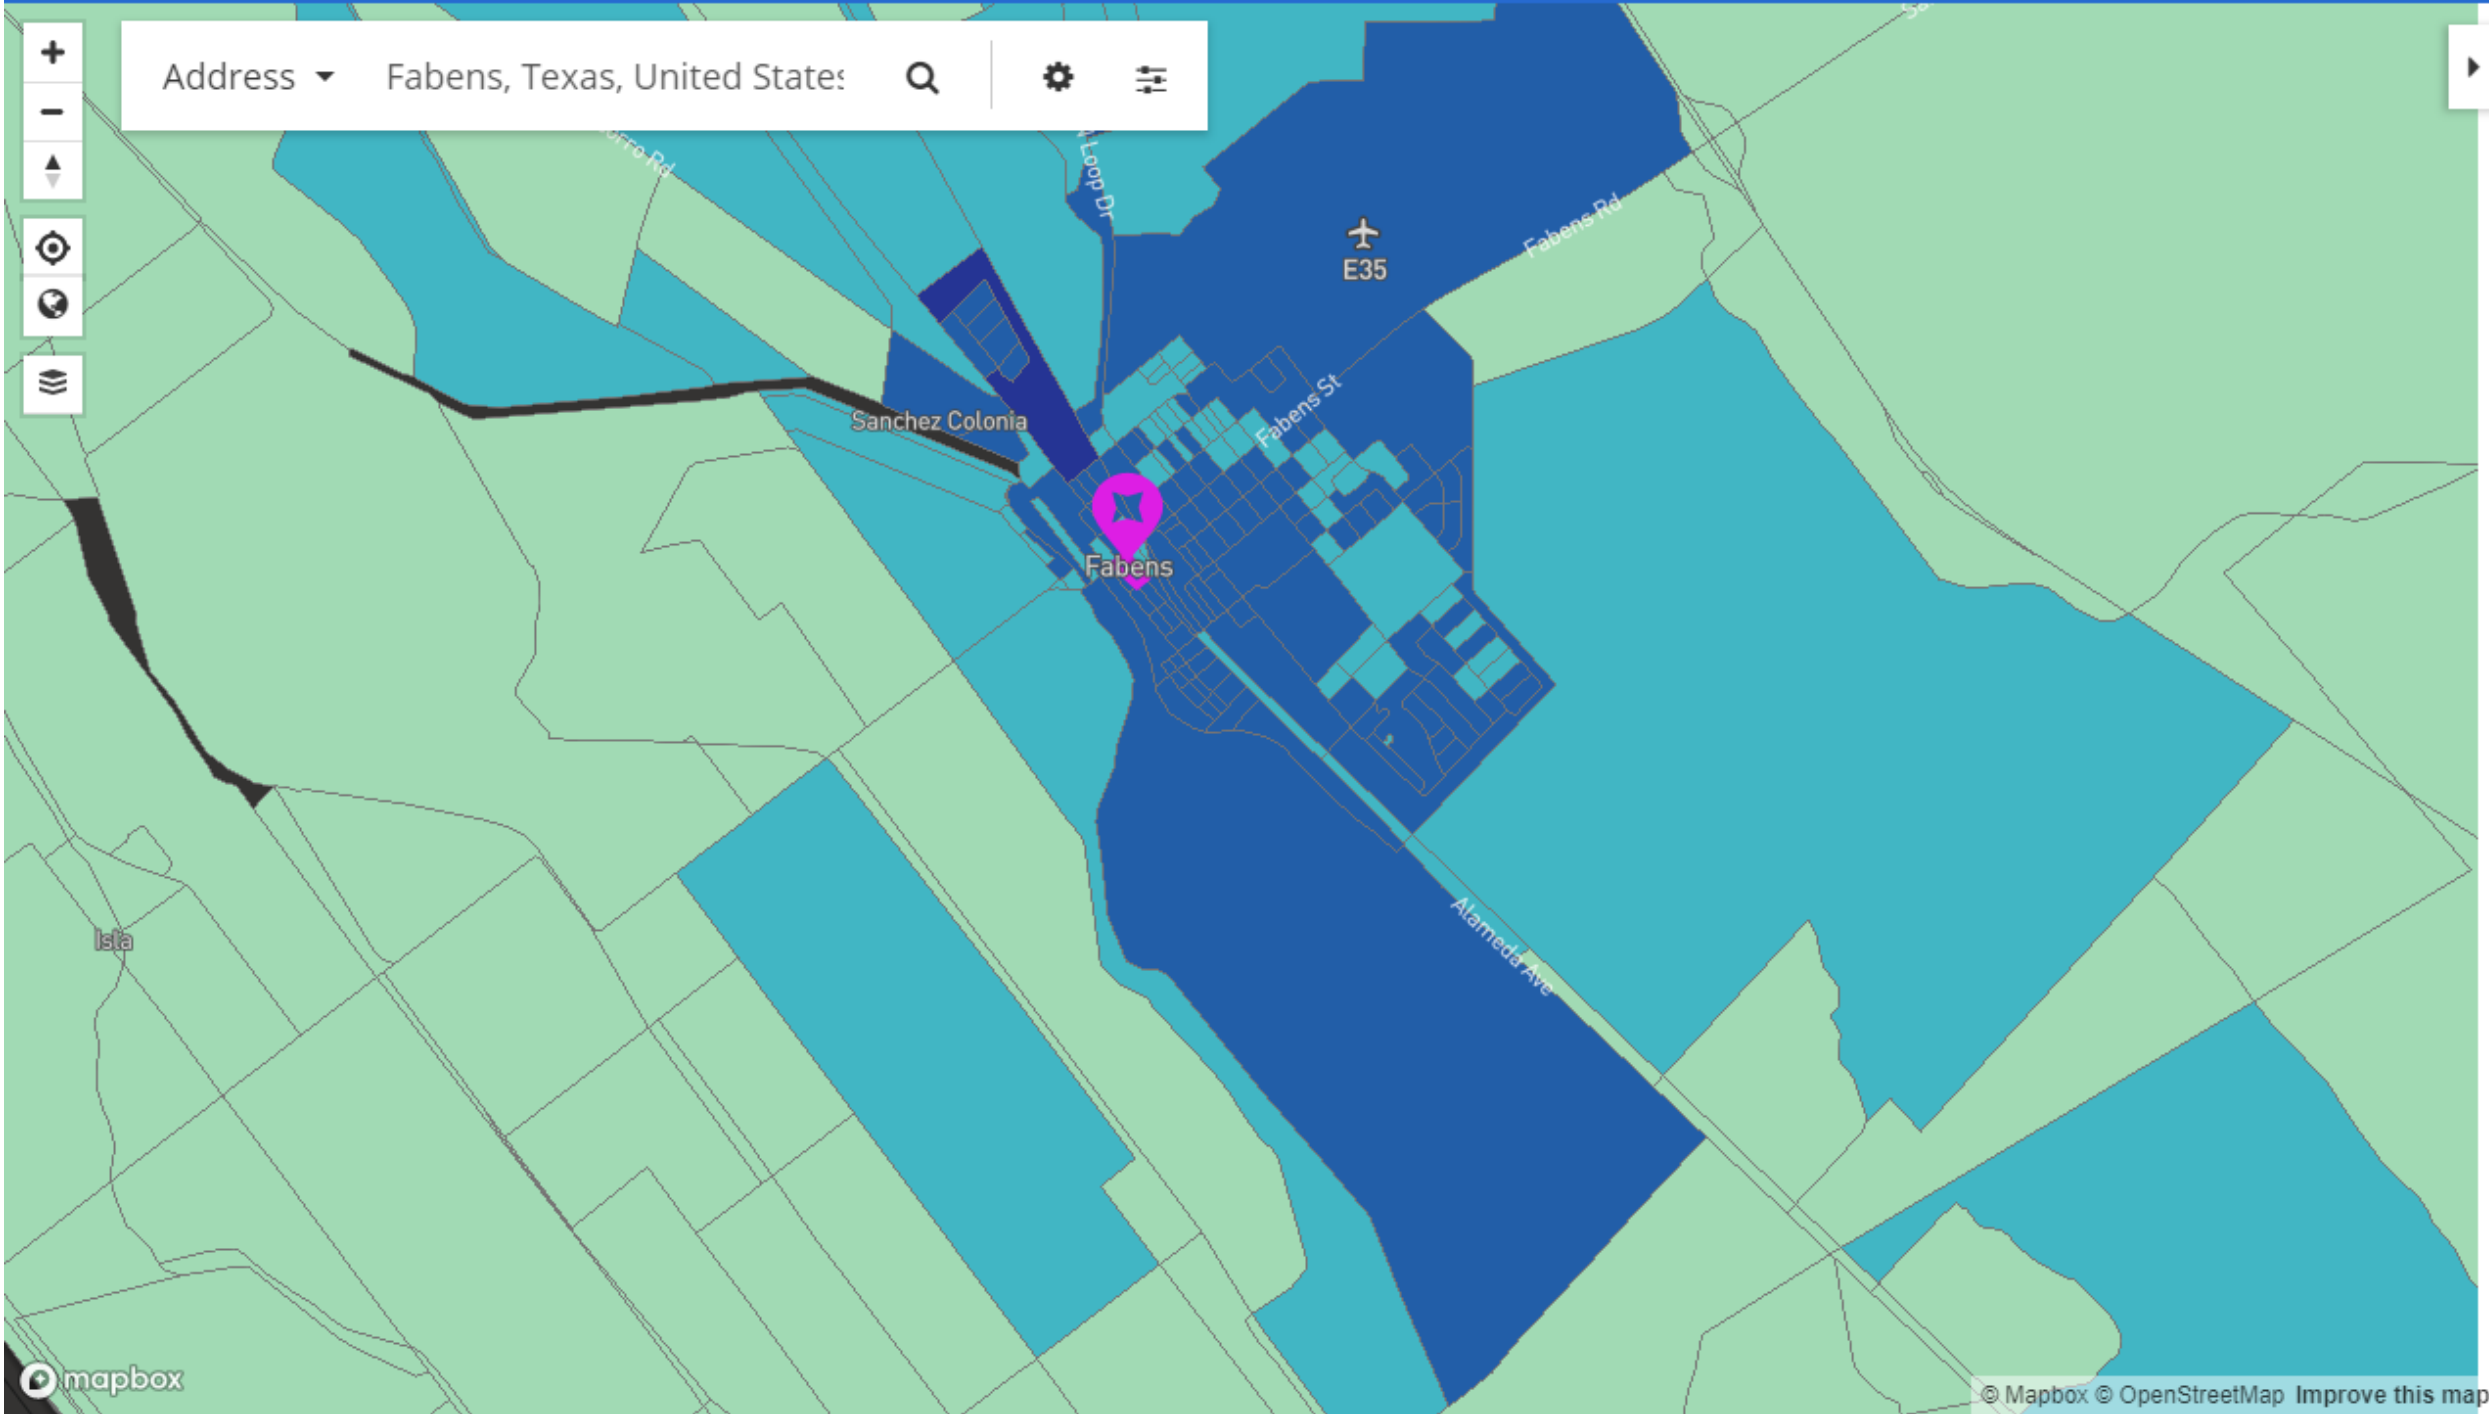 Address
Fabens, Texas, United States
N Loop Dr
E35
Fabens Rd
Sanchez Colonia
Fabens St
Fabens
Alameda Ave
Isla
mapbox
© Mapbox © OpenStreetMap Improve this map